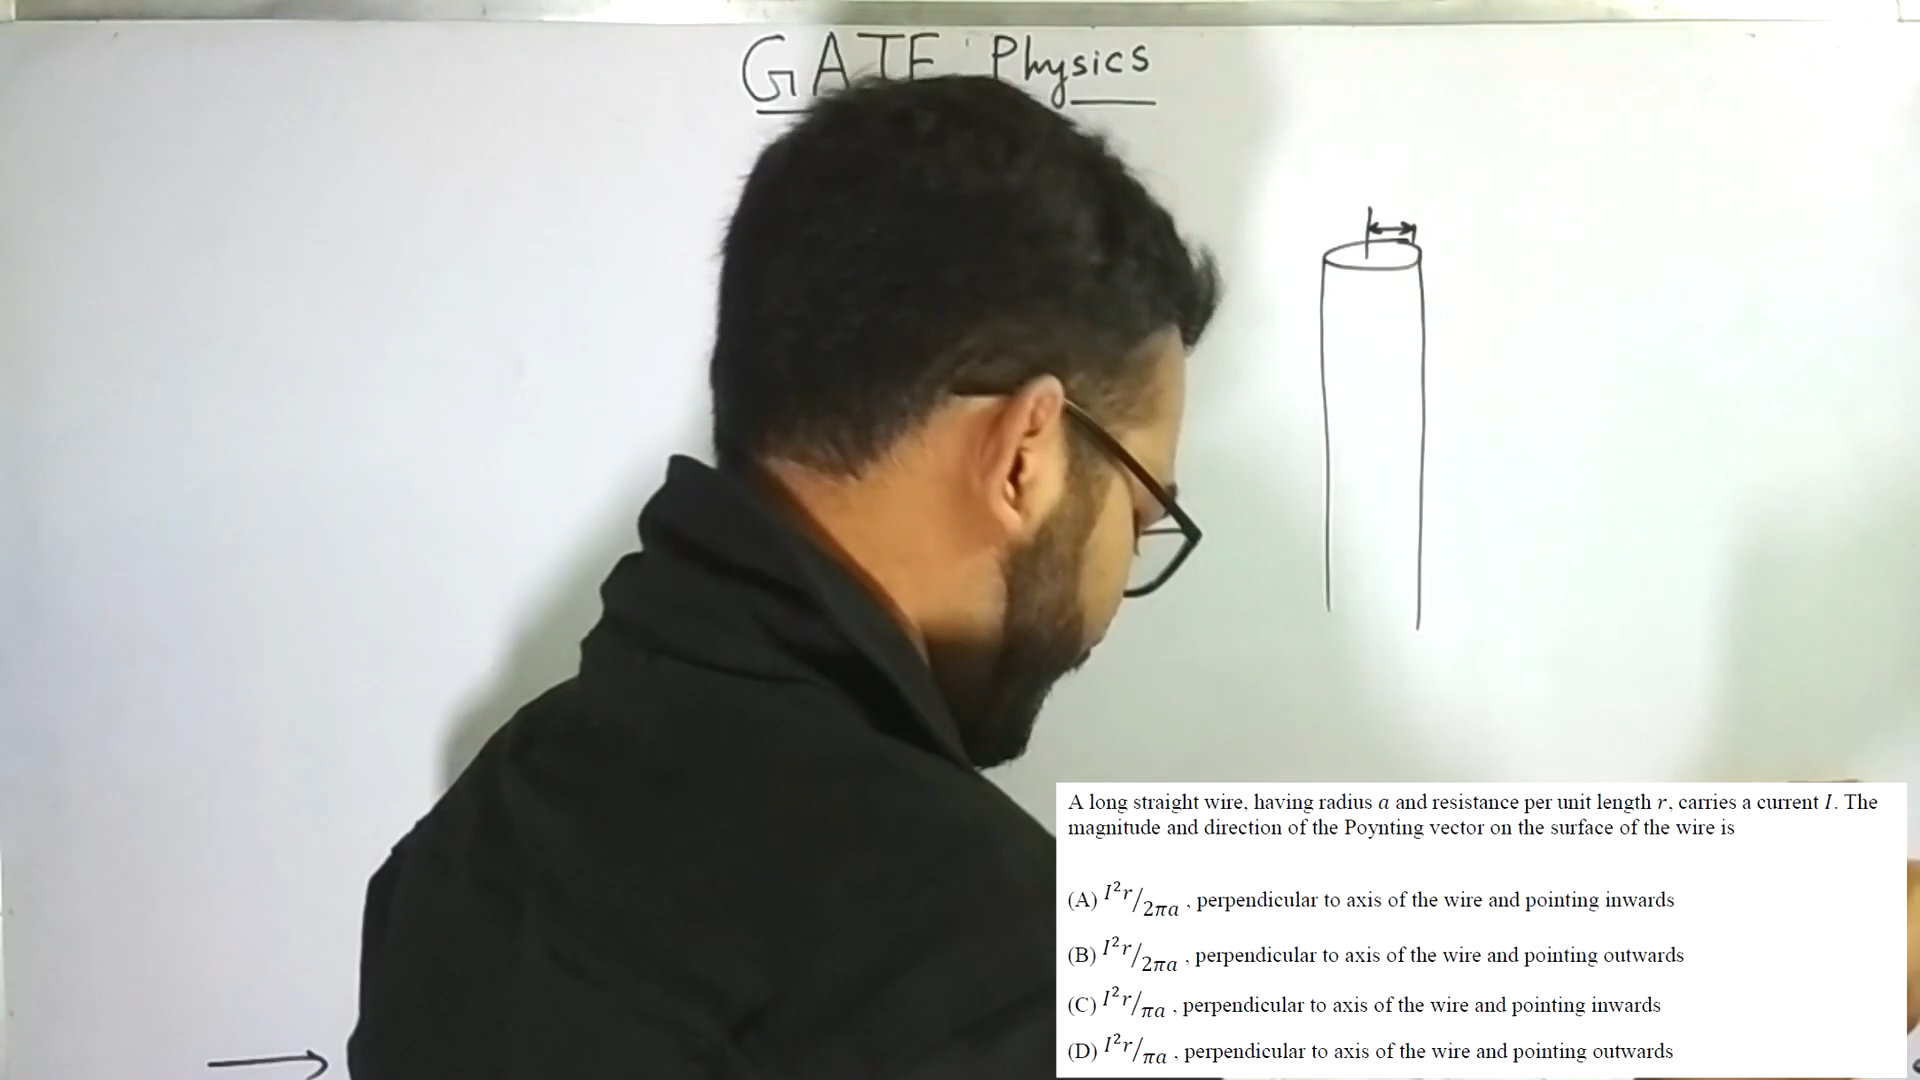 GATE Physics
A long straight wire, having radius a and resistance per unit length r, carries a current I. The
magnitude and direction of the Poynting vector on the surface of the wire is
(A) I²r/2πa , perpendicular to axis of the wire and pointing inwards
(B) I²r/2πa , perpendicular to axis of the wire and pointing outwards
(C) I²r/πa , perpendicular to axis of the wire and pointing inwards
(D) I²r/πa , perpendicular to axis of the wire and pointing outwards